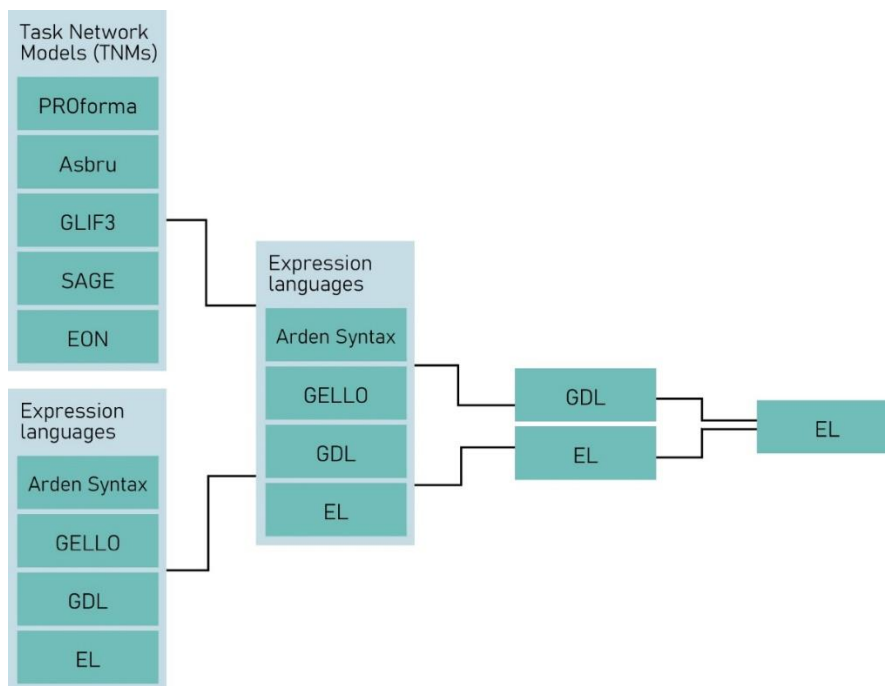 Task Network
Models (TNMs)
PROforma
Asbru
GLIF3
SAGE
EON
Expression
languages
Arden Syntax
GELLO
GDL
EL
Expression
languages
Arden Syntax
GELLO
GDL
EL
GDL
EL
EL